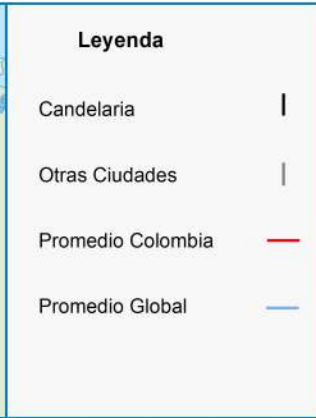 Leyenda
Candelaria
Otras Ciudades
Promedio Colombia
Promedio Global